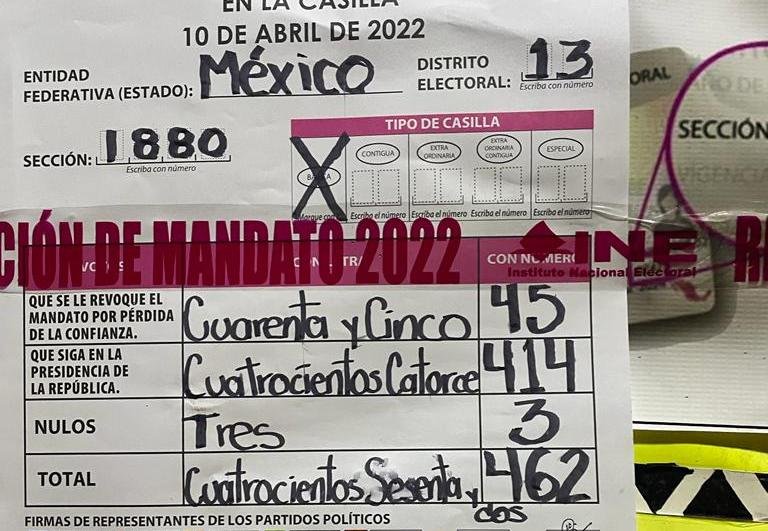 EN LA CASILLA
10 DE ABRIL DE 2022
ENTIDAD
FEDERATIVA (ESTADO): México
DISTRITO
ELECTORAL: 13
Escriba con número
SECCIÓN: 1880
Escriba con número
TIPO DE CASILLA
CONTIGUA
EXTRA
ORDINARIA
EXTRA
ORDINARIA
CONTIGUA
ESPECIAL
X
Escriba el número
Escriba el número
Escriba el número
Escriba el número
ORAL
SECCIÓN
CIÓN DE MANDATO 2022
INE
Instituto Nacional Electoral
CON NÚMERO
QUE SE LE REVOQUE EL
MANDATO POR PÉRDIDA
DE LA CONFIANZA.
Cuarenta y Cinco
45
QUE SIGA EN LA
PRESIDENCIA DE
LA REPÚBLICA.
Cuatrocientos Catorce
414
NULOS
Tres
3
TOTAL
Cuatrocientos Sesenta y dos
462
FIRMAS DE REPRESENTANTES DE LOS PARTIDOS POLÍTICOS